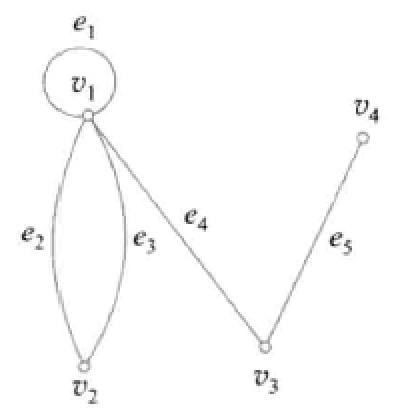 e₁
v₁
v₄
e₂
e₃
e₄
e₅
v₂
v₃